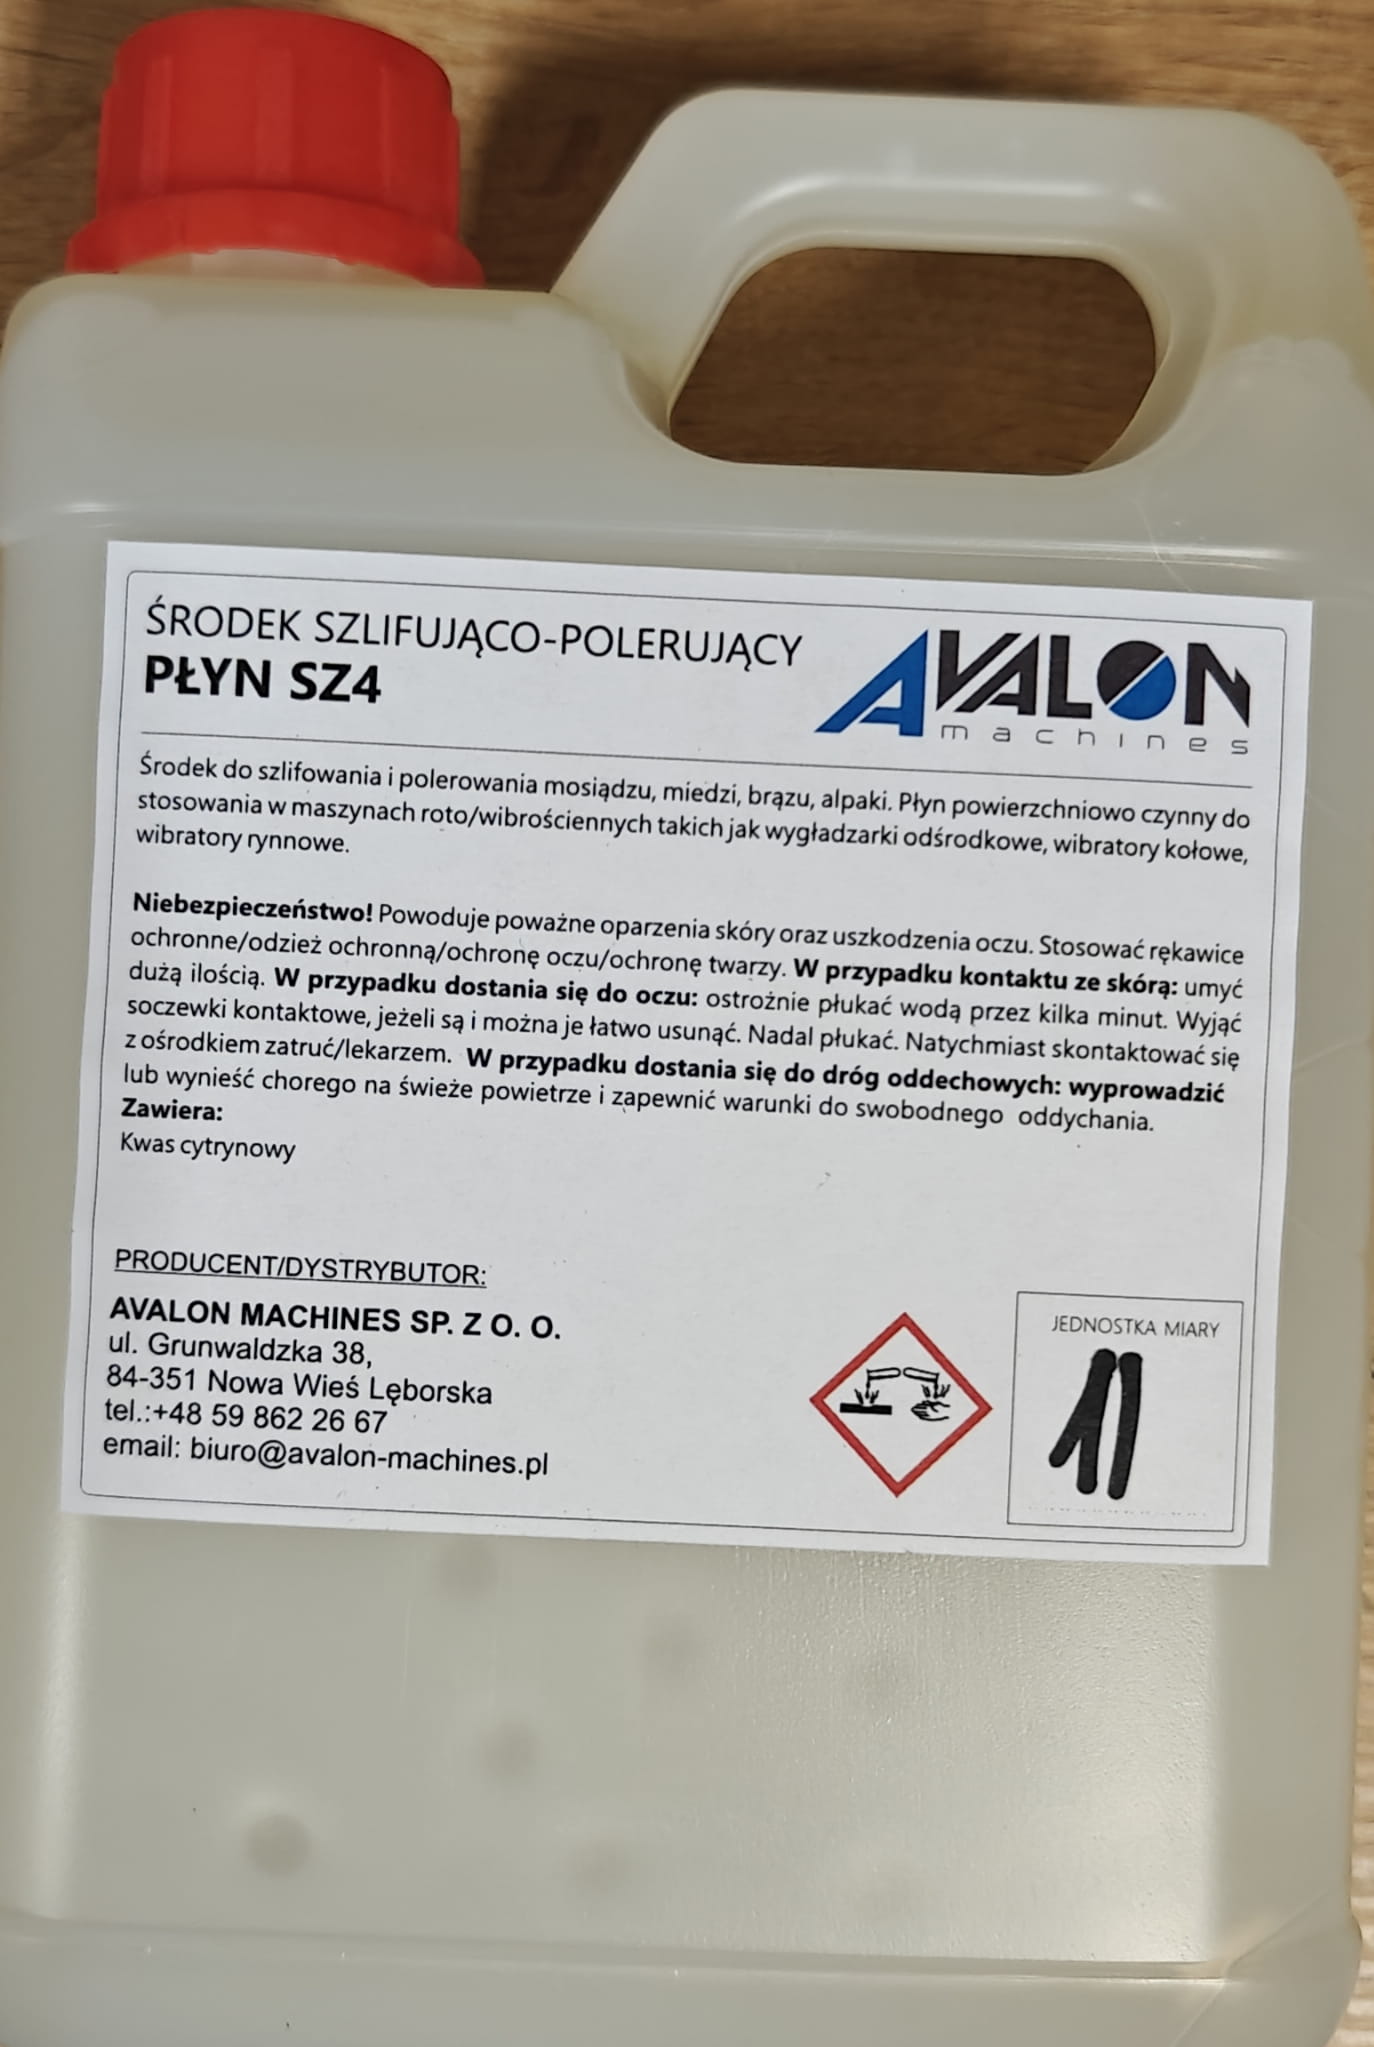 ŚRODEK SZLIFUJĄCO-POLERUJĄCY
PŁYN SZ4
AVALON
machines
Środek do szlifowania i polerowania mosiądzu, miedzi, brązu, alpaki. Płyn powierzchniowo czynny do
stosowania w maszynach roto/wibrościennych takich jak wygładzarki odśrodkowe, wibratory kołowe,
wibratory rynnowe.
Niebezpieczeństwo! Powoduje poważne oparzenia skóry oraz uszkodzenia oczu. Stosować rękawice
ochronne/odzież ochronną/ochronę oczu/ochronę twarzy. W przypadku kontaktu ze skórą: umyć
dużą ilością. W przypadku dostania się do oczu: ostrożnie płukać wodą przez kilka minut. Wyjąć
soczewki kontaktowe, jeżeli są i można je łatwo usunąć. Nadal płukać. Natychmiast skontaktować się
z ośrodkiem zatruć/lekarzem. W przypadku dostania się do dróg oddechowych: wyprowadzić
lub wynieść chorego na świeże powietrze i zapewnić warunki do swobodnego oddychania.
Zawiera:
Kwas cytrynowy
PRODUCENT/DYSTRYBUTOR:
AVALON MACHINES SP. Z O. O.
ul. Grunwaldzka 38,
84-351 Nowa Wieś Lęborska
tel.:+48 59 862 26 67
email: biuro@avalon-machines.pl
JEDNOSTKA MIARY
1l